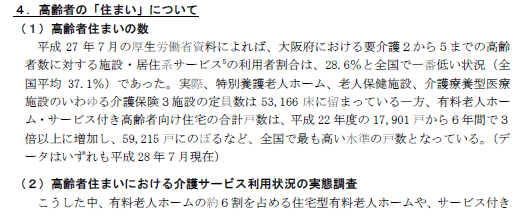 ４．高齢者の「住まい」について
（１）高齢者住まいの数
平成 27 年７月の厚生労働省資料によれば、大阪府における要介護２から５までの高齢
者数に対する施設・居住系サービス⁵の利用者割合は、28.6％と全国で一番低い状況（全
国平均 37.1％）であった。実際、特別養護老人ホーム、老人保健施設、介護療養型医療
施設のいわゆる介護保険３施設の定員数は 53,166 床に留まっている一方、有料老人ホー
ム・サービス付き高齢者向け住宅の合計戸数は、平成 22 年度の 17,901 戸から６年間で３
倍以上に増加し、59,215 戸にのぼるなど、全国で最も高い水準の戸数となっている。（デ
ータはいずれも平成 28 年７月現在）
（２）高齢者住まいにおける介護サービス利用状況の実態調査
こうした中、有料老人ホームの約６割を占める住宅型有料老人ホームや、サービス付き